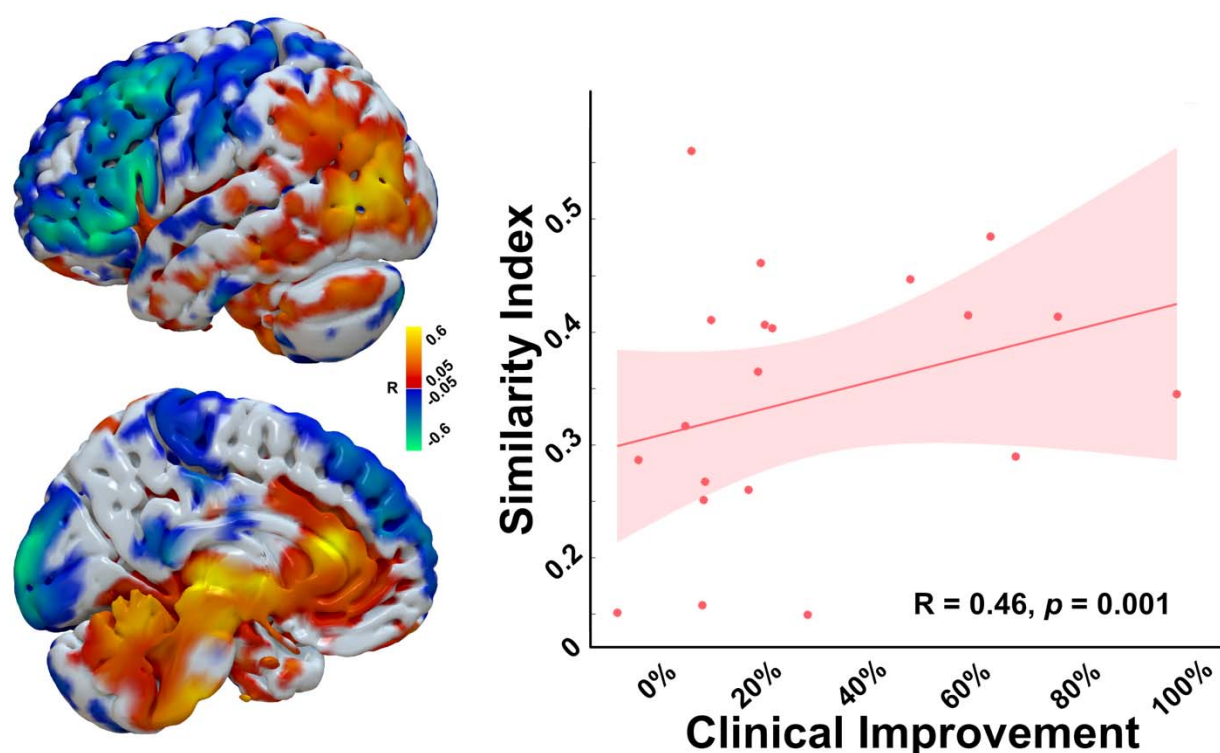 0.6
0.05
R
-0.05
-0.6
Similarity Index
0.5
0.4
0.3
0.2
0
R = 0.46, p = 0.001
0% 20% 40% 60% 80% 100%
Clinical Improvement